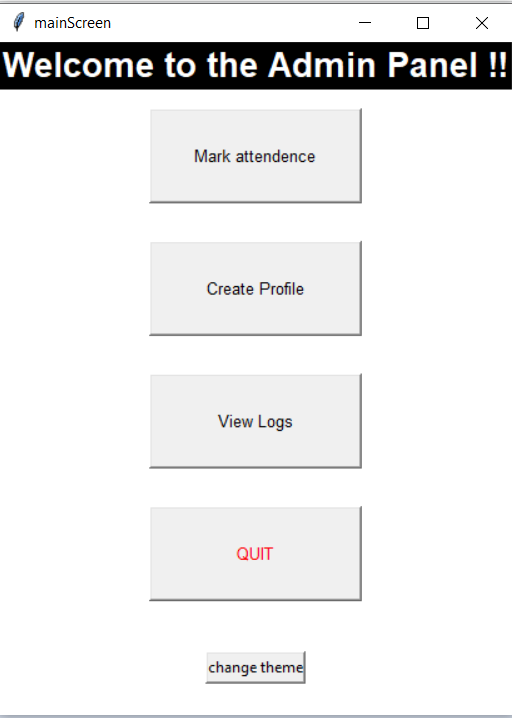 mainScreen
Welcome to the Admin Panel !!
Mark attendence
Create Profile
View Logs
QUIT
change theme